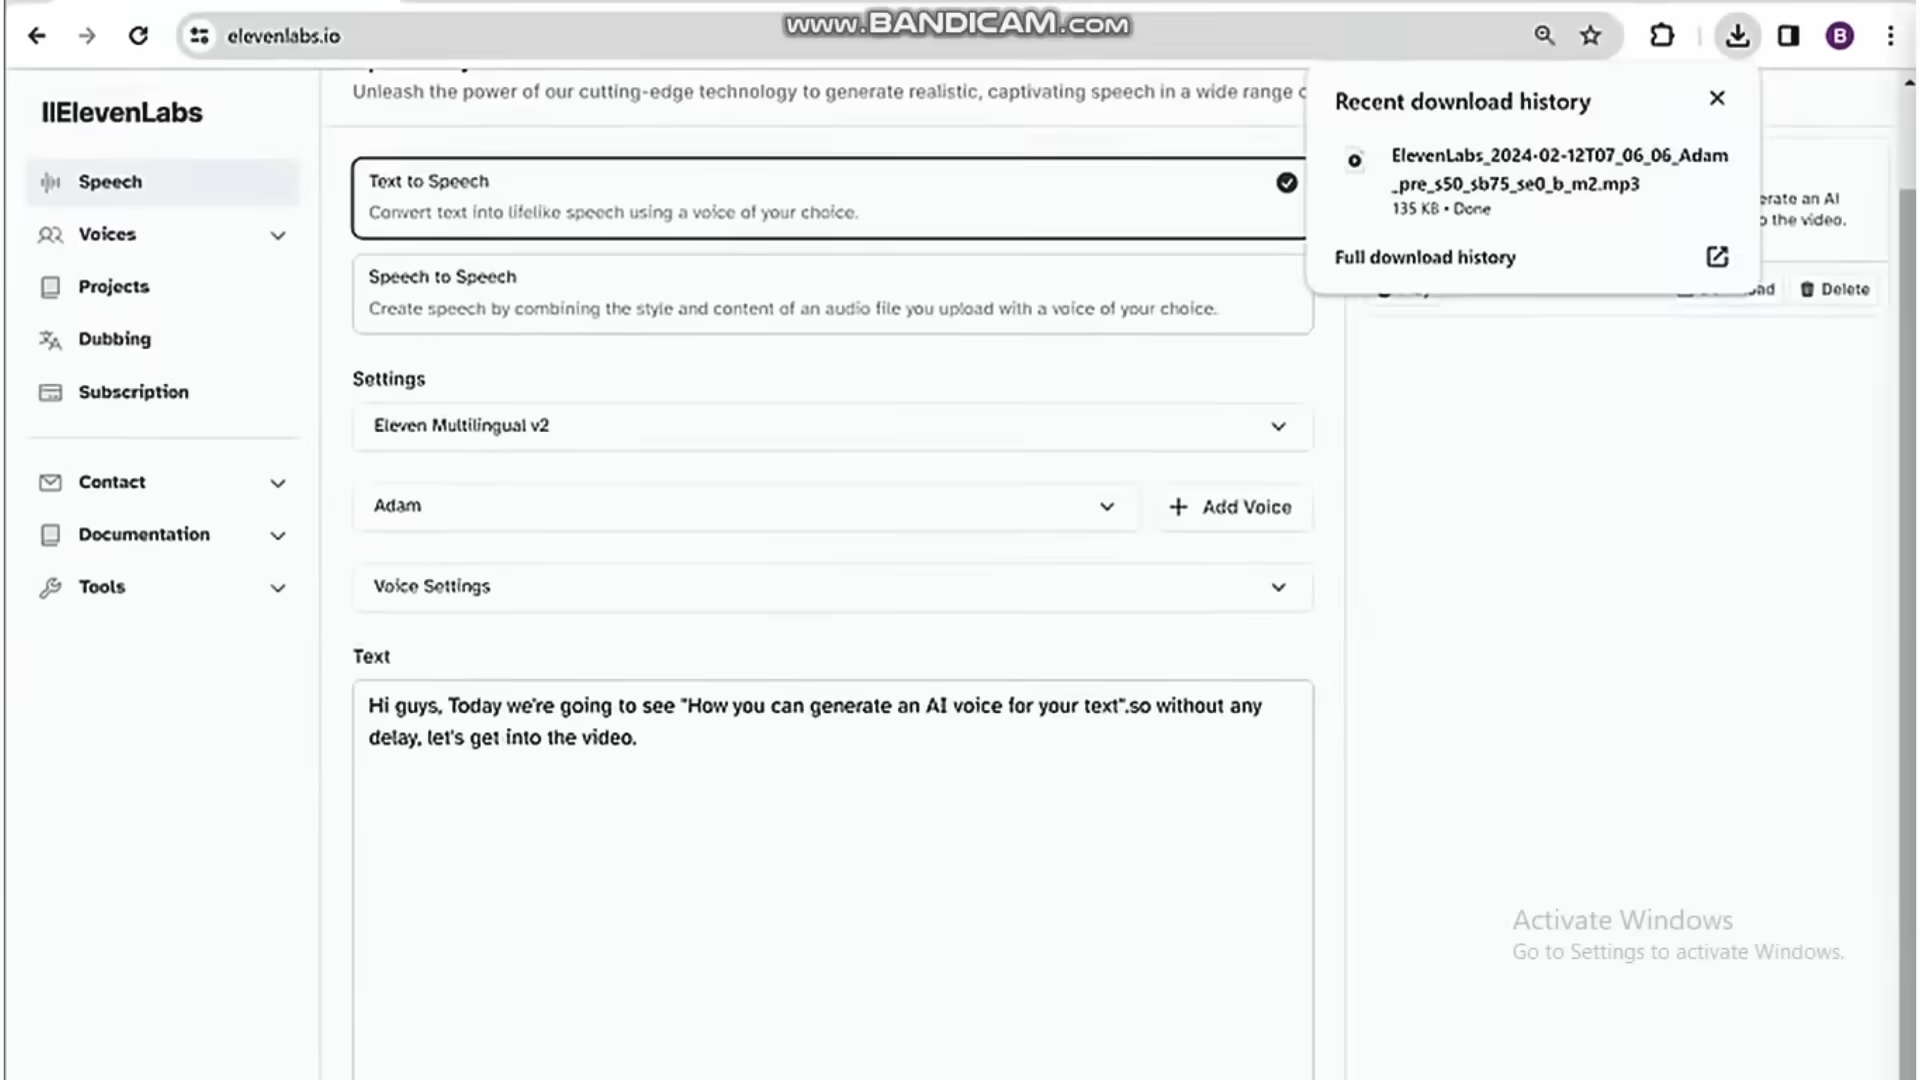 www.BANDICAM.com
elevenlabs.io
B
IIElevenLabs
Speech
Voices
Projects
Dubbing
Subscription
Contact
Documentation
Tools
Unleash the power of our cutting-edge technology to generate realistic, captivating speech in a wide range
Text to Speech
Convert text into lifelike speech using a voice of your choice.
Speech to Speech
Create speech by combining the style and content of an audio file you upload with a voice of your choice.
Settings
Eleven Multilingual v2
Adam
+ Add Voice
Voice Settings
Text
Hi guys, Today we're going to see "How you can generate an AI voice for your text".so without any
delay, let's get into the video.
Recent download history
ElevenLabs_2024-02-12T07_06_06_Adam
_pre_s50_sb75_se0_b_m2.mp3
135 KB • Done
Full download history
an AI
the video.
Delete
Activate Windows
Go to Settings to activate Windows.